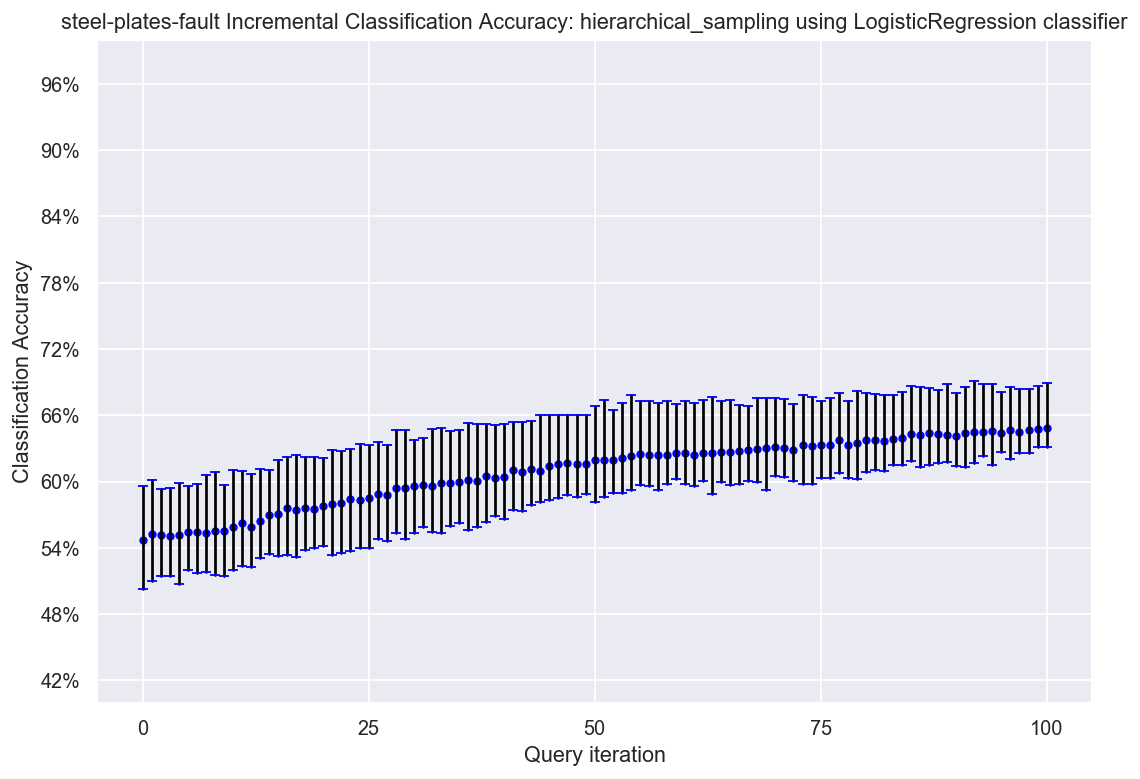 steel-plates-fault Incremental Classification Accuracy: hierarchical_sampling using LogisticRegression classifier
96%
90%
84%
78%
72%
66%
60%
54%
48%
42%
Classification Accuracy
0 25 50 75 100
Query iteration